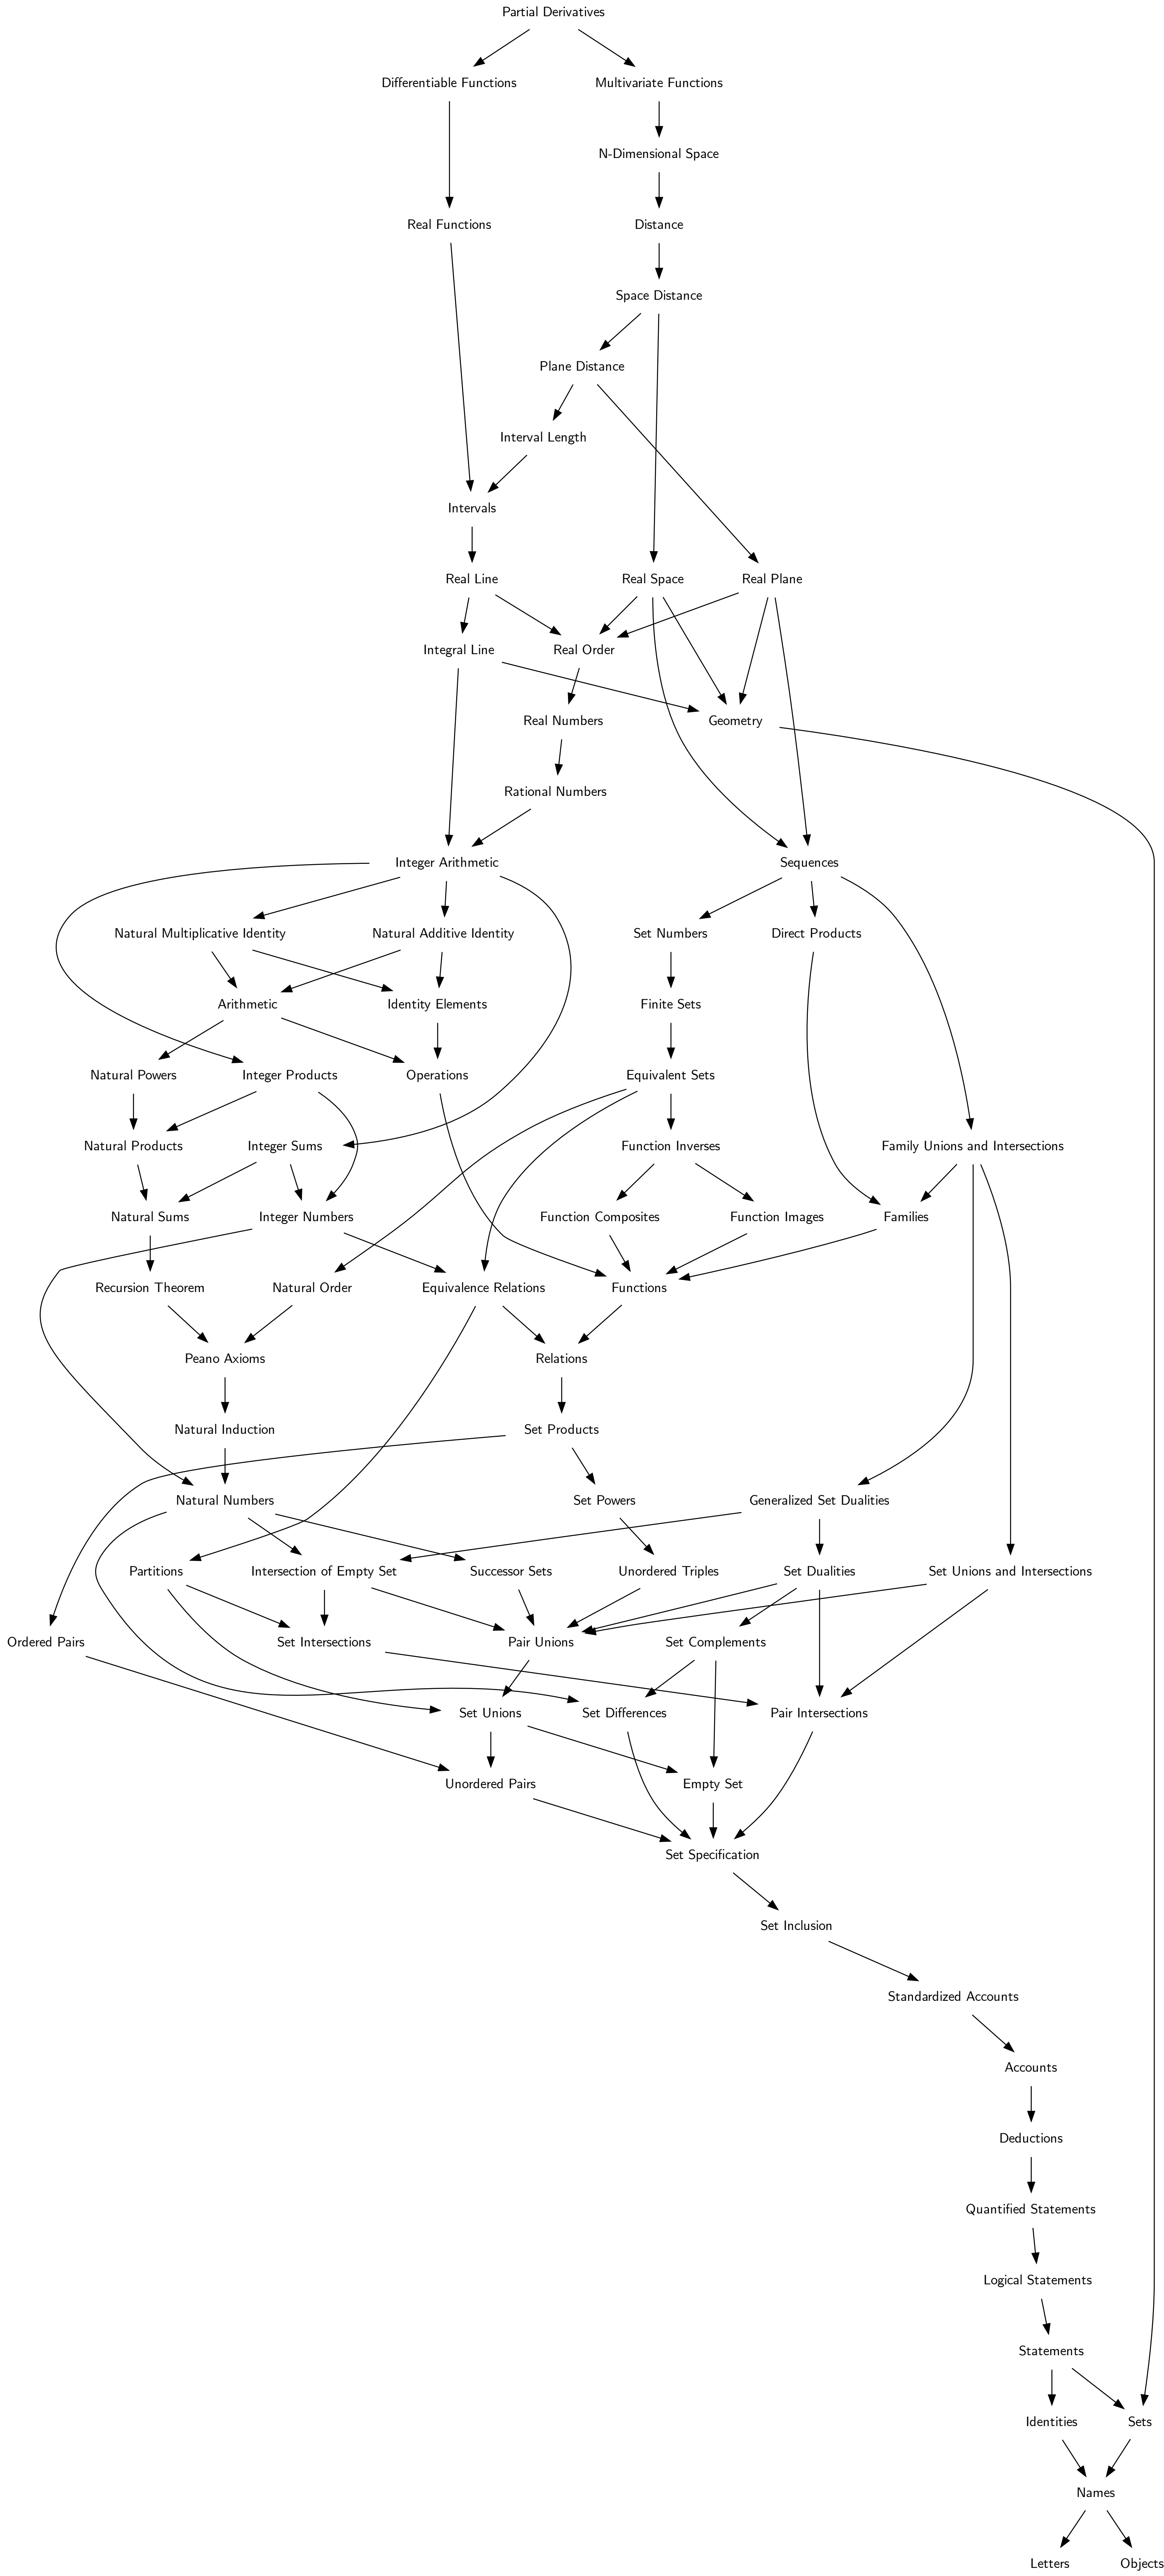 Partial Derivatives
Differentiable Functions
Multivariate Functions
N-Dimensional Space
Real Functions
Distance
Space Distance
Plane Distance
Interval Length
Intervals
Real Line
Real Space
Real Plane
Integral Line
Real Order
Real Numbers
Geometry
Rational Numbers
Integer Arithmetic
Sequences
Natural Multiplicative Identity
Natural Additive Identity
Set Numbers
Direct Products
Arithmetic
Identity Elements
Finite Sets
Natural Powers
Integer Products
Operations
Equivalent Sets
Natural Products
Integer Sums
Function Inverses
Family Unions and Intersections
Natural Sums
Integer Numbers
Function Composites
Function Images
Families
Recursion Theorem
Natural Order
Equivalence Relations
Functions
Peano Axioms
Relations
Natural Induction
Set Products
Natural Numbers
Set Powers
Generalized Set Dualities
Partitions
Intersection of Empty Set
Successor Sets
Unordered Triples
Set Dualities
Set Unions and Intersections
Ordered Pairs
Set Intersections
Pair Unions
Set Complements
Set Unions
Set Differences
Pair Intersections
Unordered Pairs
Empty Set
Set Specification
Set Inclusion
Standardized Accounts
Accounts
Deductions
Quantified Statements
Logical Statements
Statements
Identities
Sets
Names
Letters
Objects